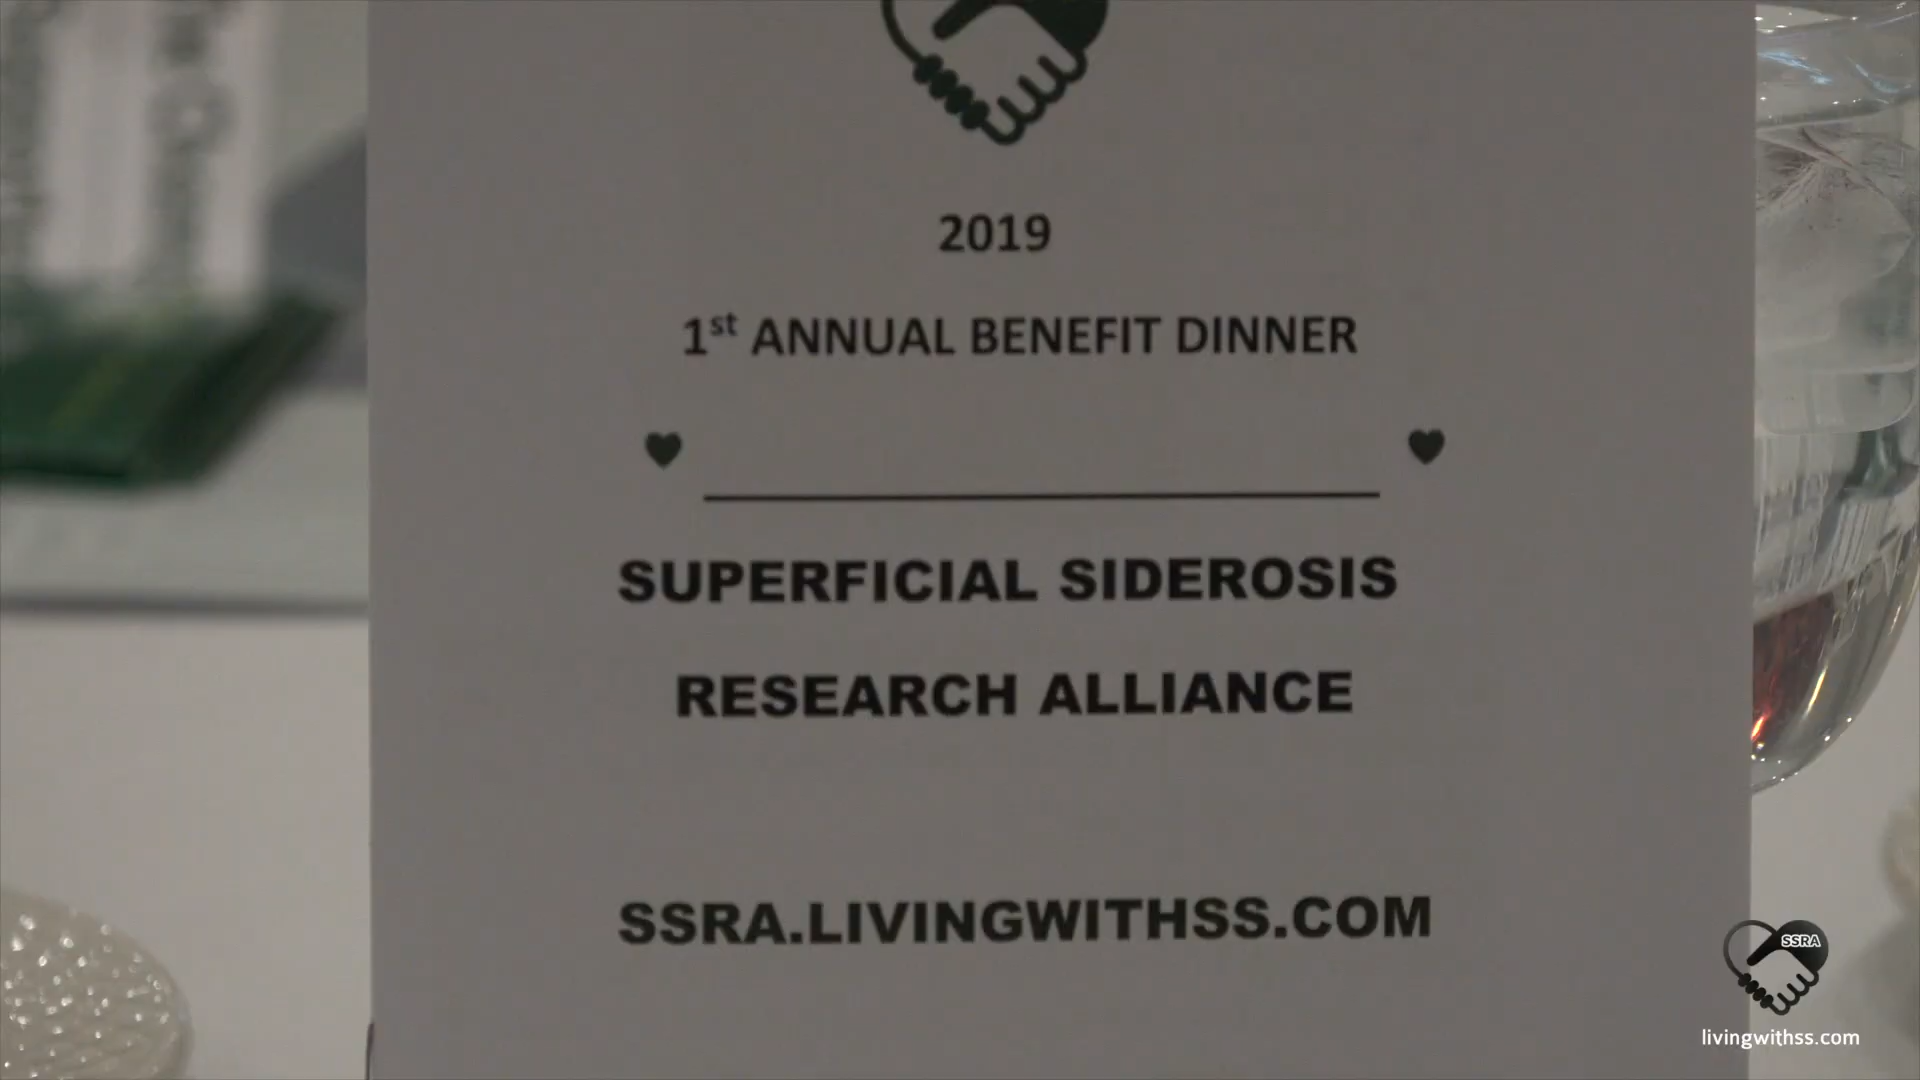 2019
1st ANNUAL BENEFIT DINNER
SUPERFICIAL SIDEROSIS
RESEARCH ALLIANCE
SSRA.LIVINGWITHSS.COM
SSRA
livingwithss.com